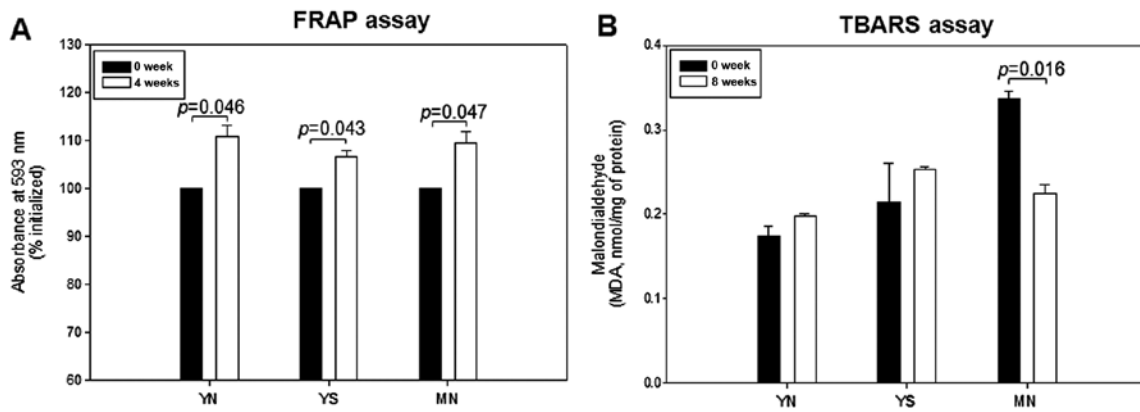 A
FRAP assay
Absorbance at 593 nm
(% initialized)
130
120
110
100
90
80
70
60
0 week
4 weeks
p=0.046
p=0.043
p=0.047
YN
YS
MN
B
TBARS assay
Malondialdehyde
(MDA, nmol/mg of protein)
0.4
0.3
0.2
0.1
0.0
0 week
8 weeks
p=0.016
YN
YS
MN